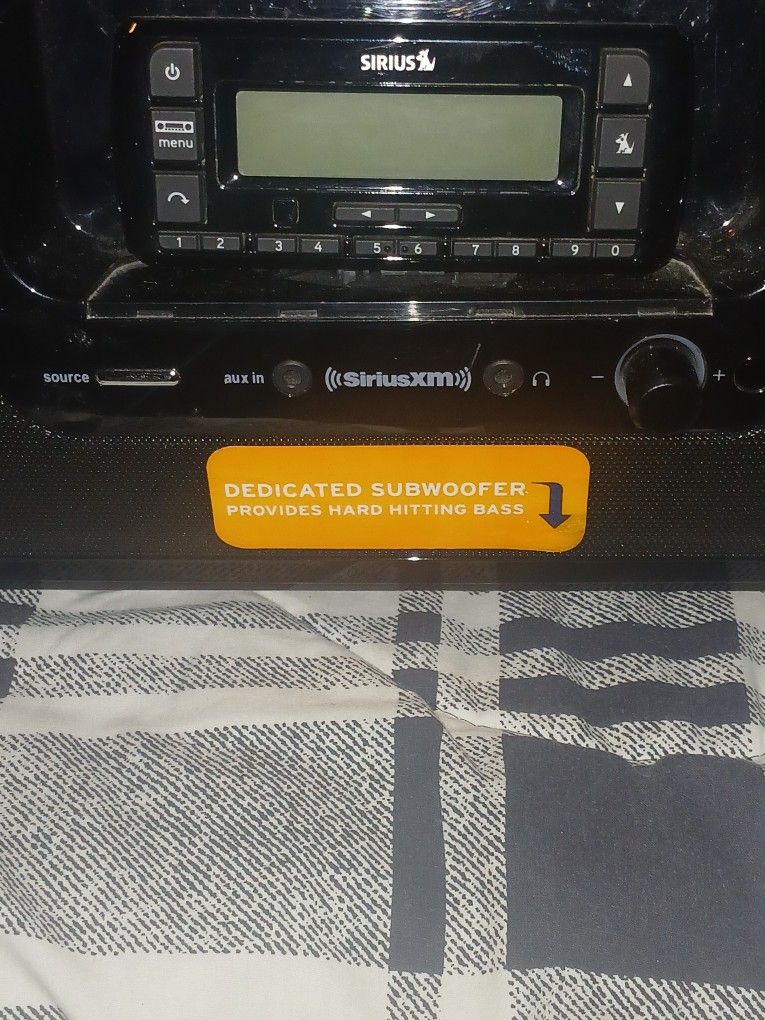 SIRIUS
menu
1 2 3 4 5 6 7 8 9 0
source aux in ((SiriusXM)) − +
DEDICATED SUBWOOFER
PROVIDES HARD HITTING BASS